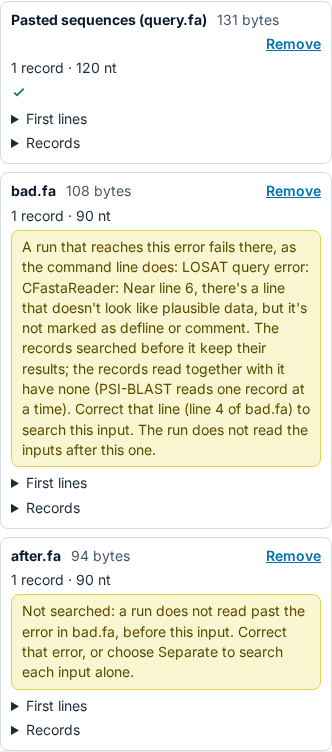 Pasted sequences (query.fa) 131 bytes
Remove
1 record · 120 nt
✓
▶ First lines
▶ Records
bad.fa 108 bytes Remove
1 record · 90 nt
A run that reaches this error fails there, as
the command line does: LOSAT query error:
CFastaReader: Near line 6, there's a line
that doesn't look like plausible data, but it's
not marked as defline or comment. The
records searched before it keep their
results; the records read together with it
have none (PSI-BLAST reads one record at
a time). Correct that line (line 4 of bad.fa) to
search this input. The run does not read the
inputs after this one.
▶ First lines
▶ Records
after.fa 94 bytes Remove
1 record · 90 nt
Not searched: a run does not read past the
error in bad.fa, before this input. Correct
that error, or choose Separate to search
each input alone.
▶ First lines
▶ Records